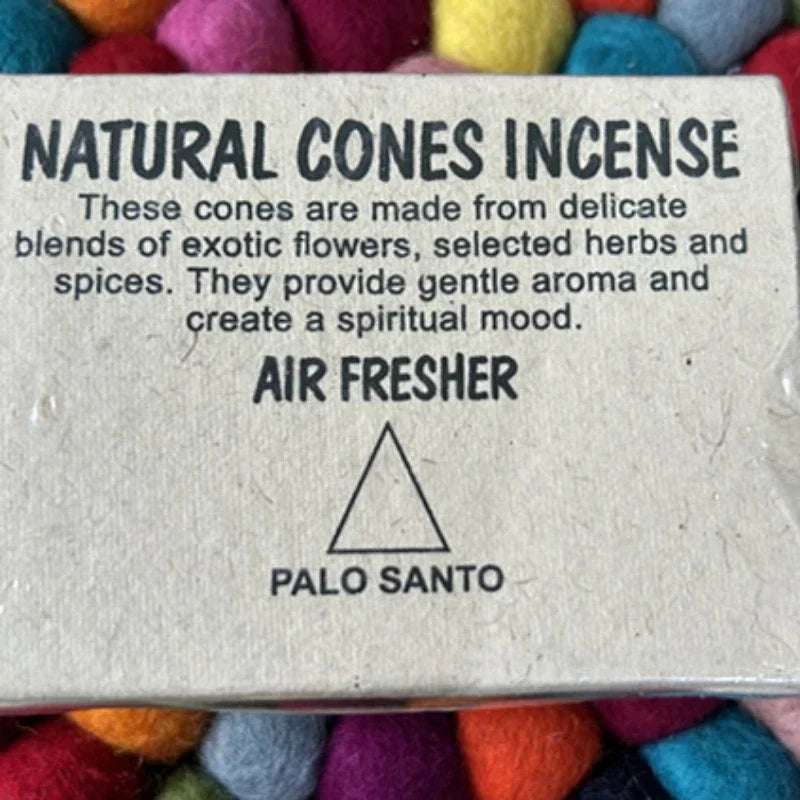 NATURAL CONES INCENSE
These cones are made from delicate
blends of exotic flowers, selected herbs and
spices. They provide gentle aroma and
create a spiritual mood.
AIR FRESHER
PALO SANTO